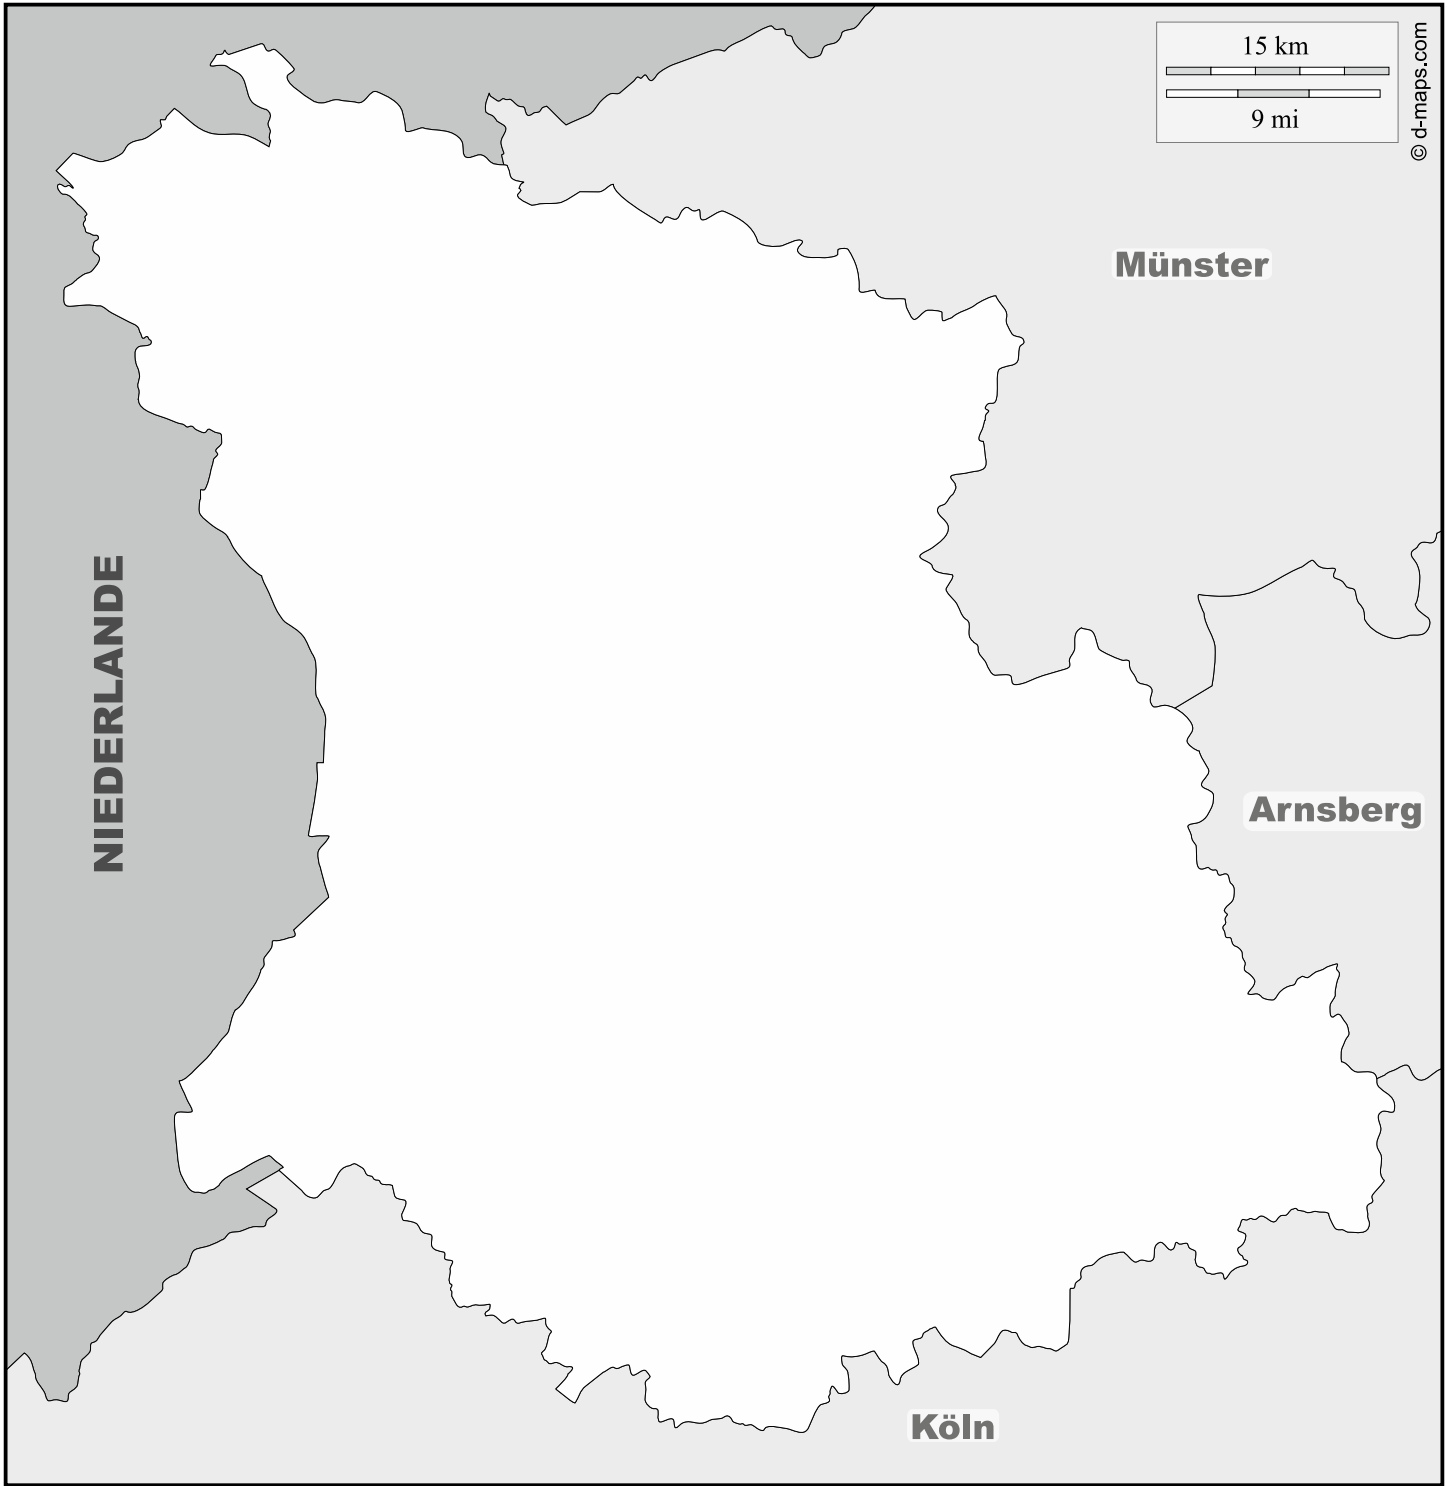 15 km
9 mi
© d-maps.com
Münster
NIEDERLANDE
Arnsberg
Köln